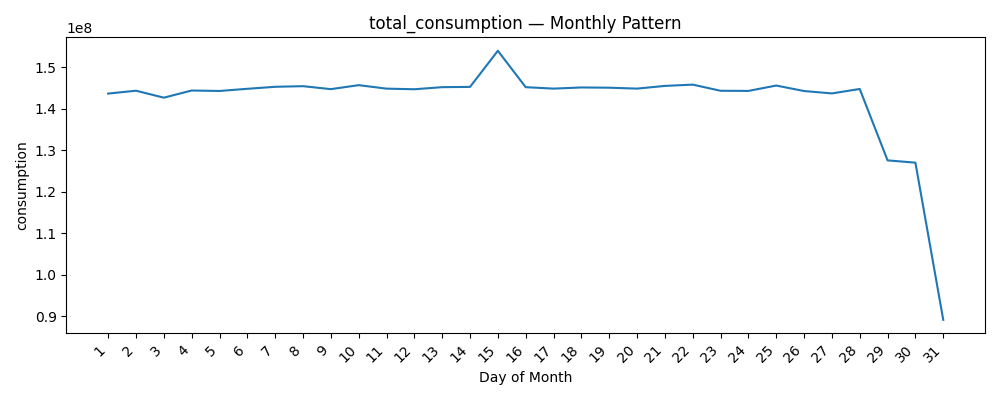 total_consumption — Monthly Pattern
1e8
1.5
1.4
1.3
1.2
1.1
1.0
0.9
consumption
1 2 3 4 5 6 7 8 9 10 11 12 13 14 15 16 17 18 19 20 21 22 23 24 25 26 27 28 29 30 31
Day of Month